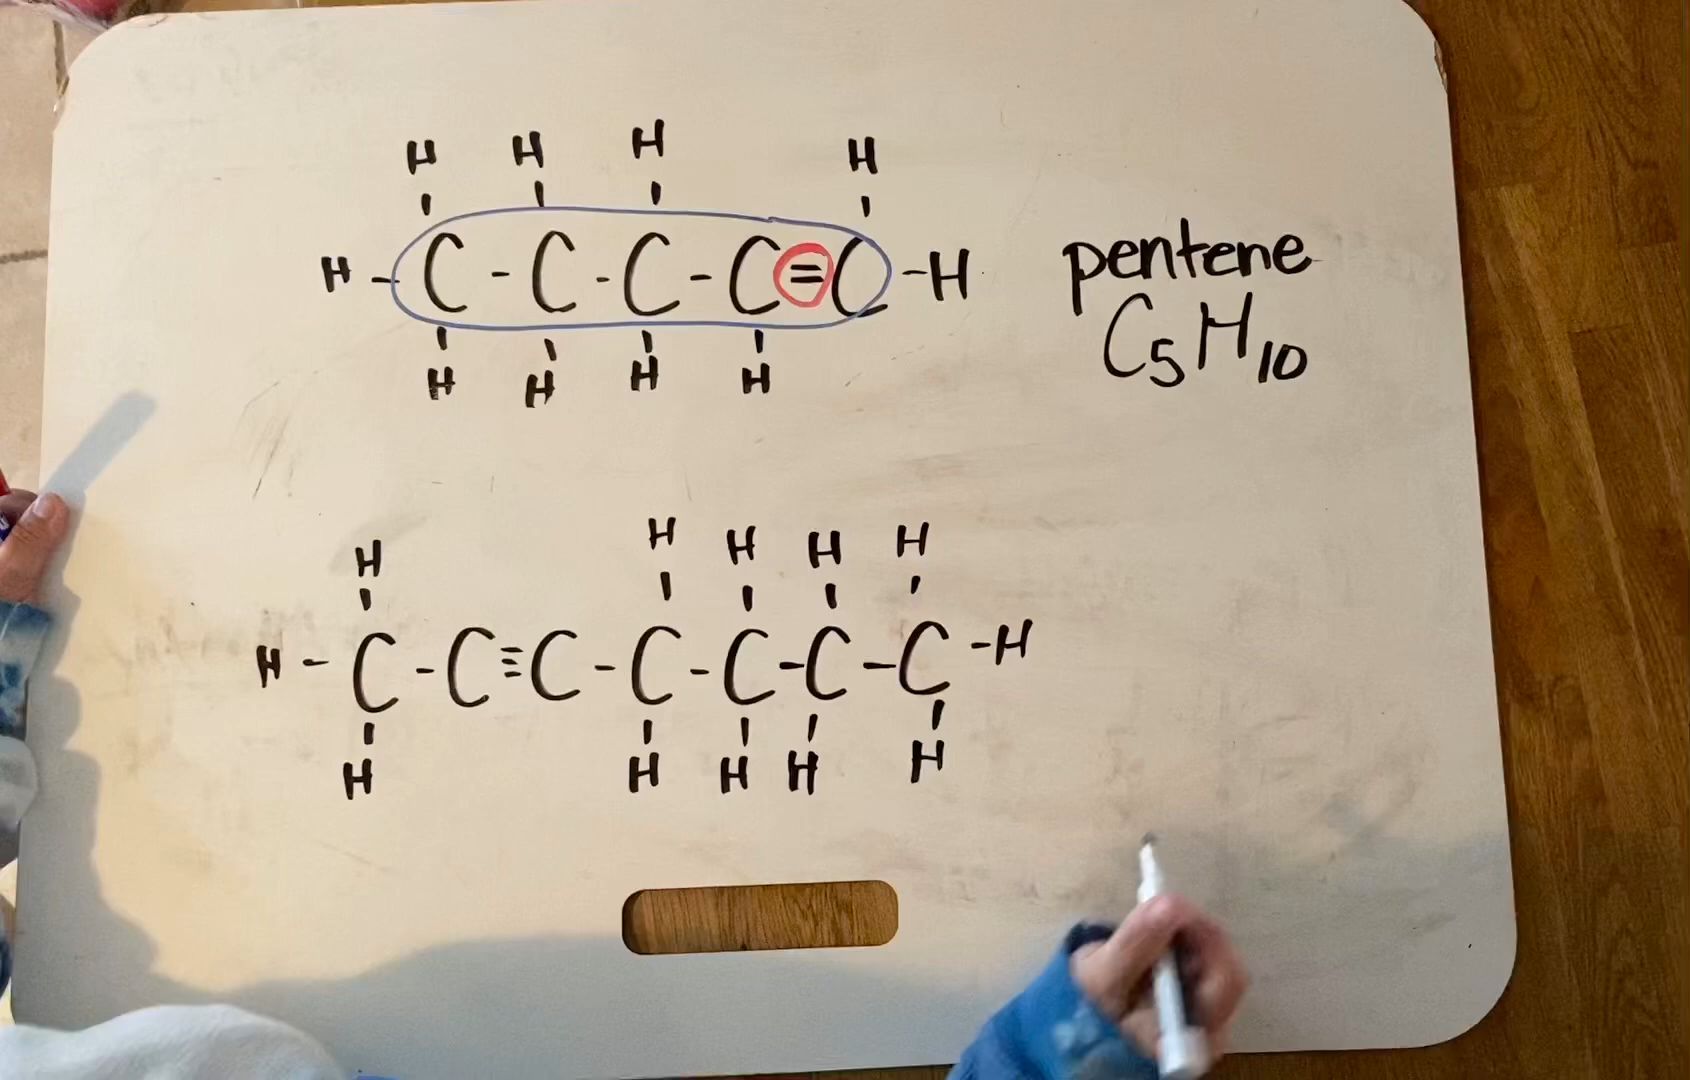 H H H H
H - C - C - C - C = C - H
H H H H
pentene
C₅H₁₀
H H H H H
H - C - C ≡ C - C - C - C - C - H
H H H H H